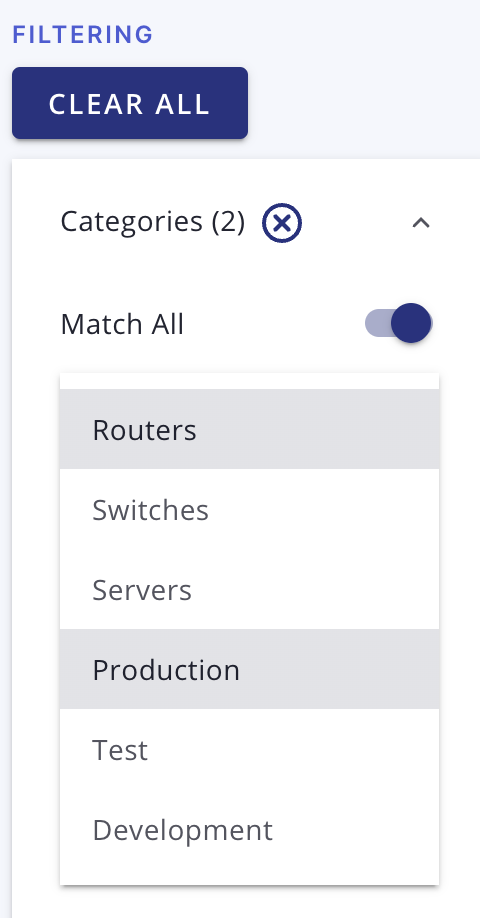 FILTERING
CLEAR ALL
Categories (2)
Match All
Routers
Switches
Servers
Production
Test
Development